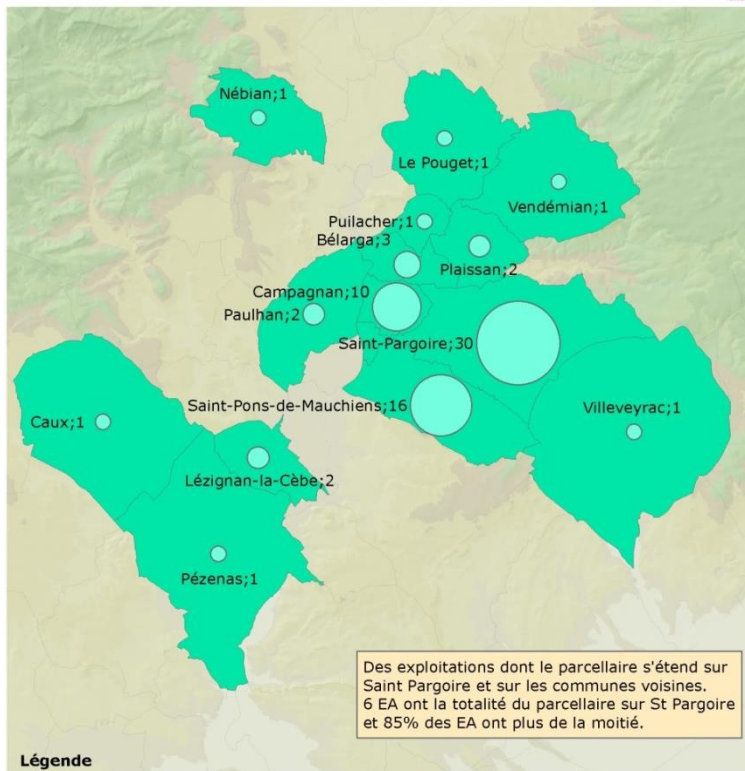 Nébian;1
Le Pouget;1
Vendémian;1
Puilacher;1
Bélarga;3
Plaissan;2
Campagnan;10
Paulhan;2
Saint-Pargoire;30
Saint-Pons-de-Mauchiens;16
Villeveyrac;1
Caux;1
Lézignan-la-Cèbe;2
Pézenas;1
Des exploitations dont le parcellaire s'étend sur
Saint Pargoire et sur les communes voisines.
6 EA ont la totalité du parcellaire sur St Pargoire
et 85% des EA ont plus de la moitié.
Légende